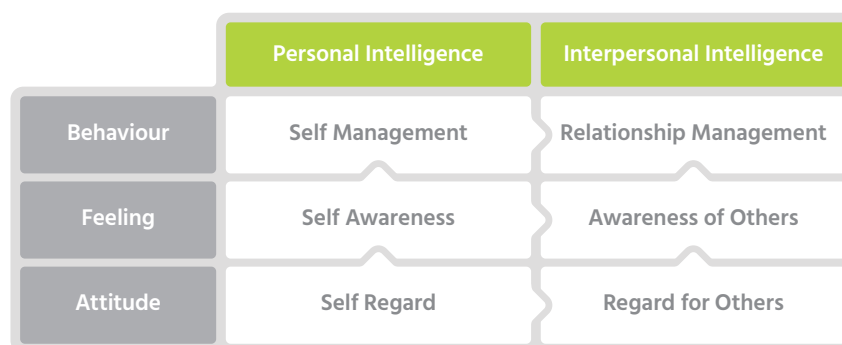 Personal Intelligence
Interpersonal Intelligence
Behaviour
Self Management
Relationship Management
Feeling
Self Awareness
Awareness of Others
Attitude
Self Regard
Regard for Others